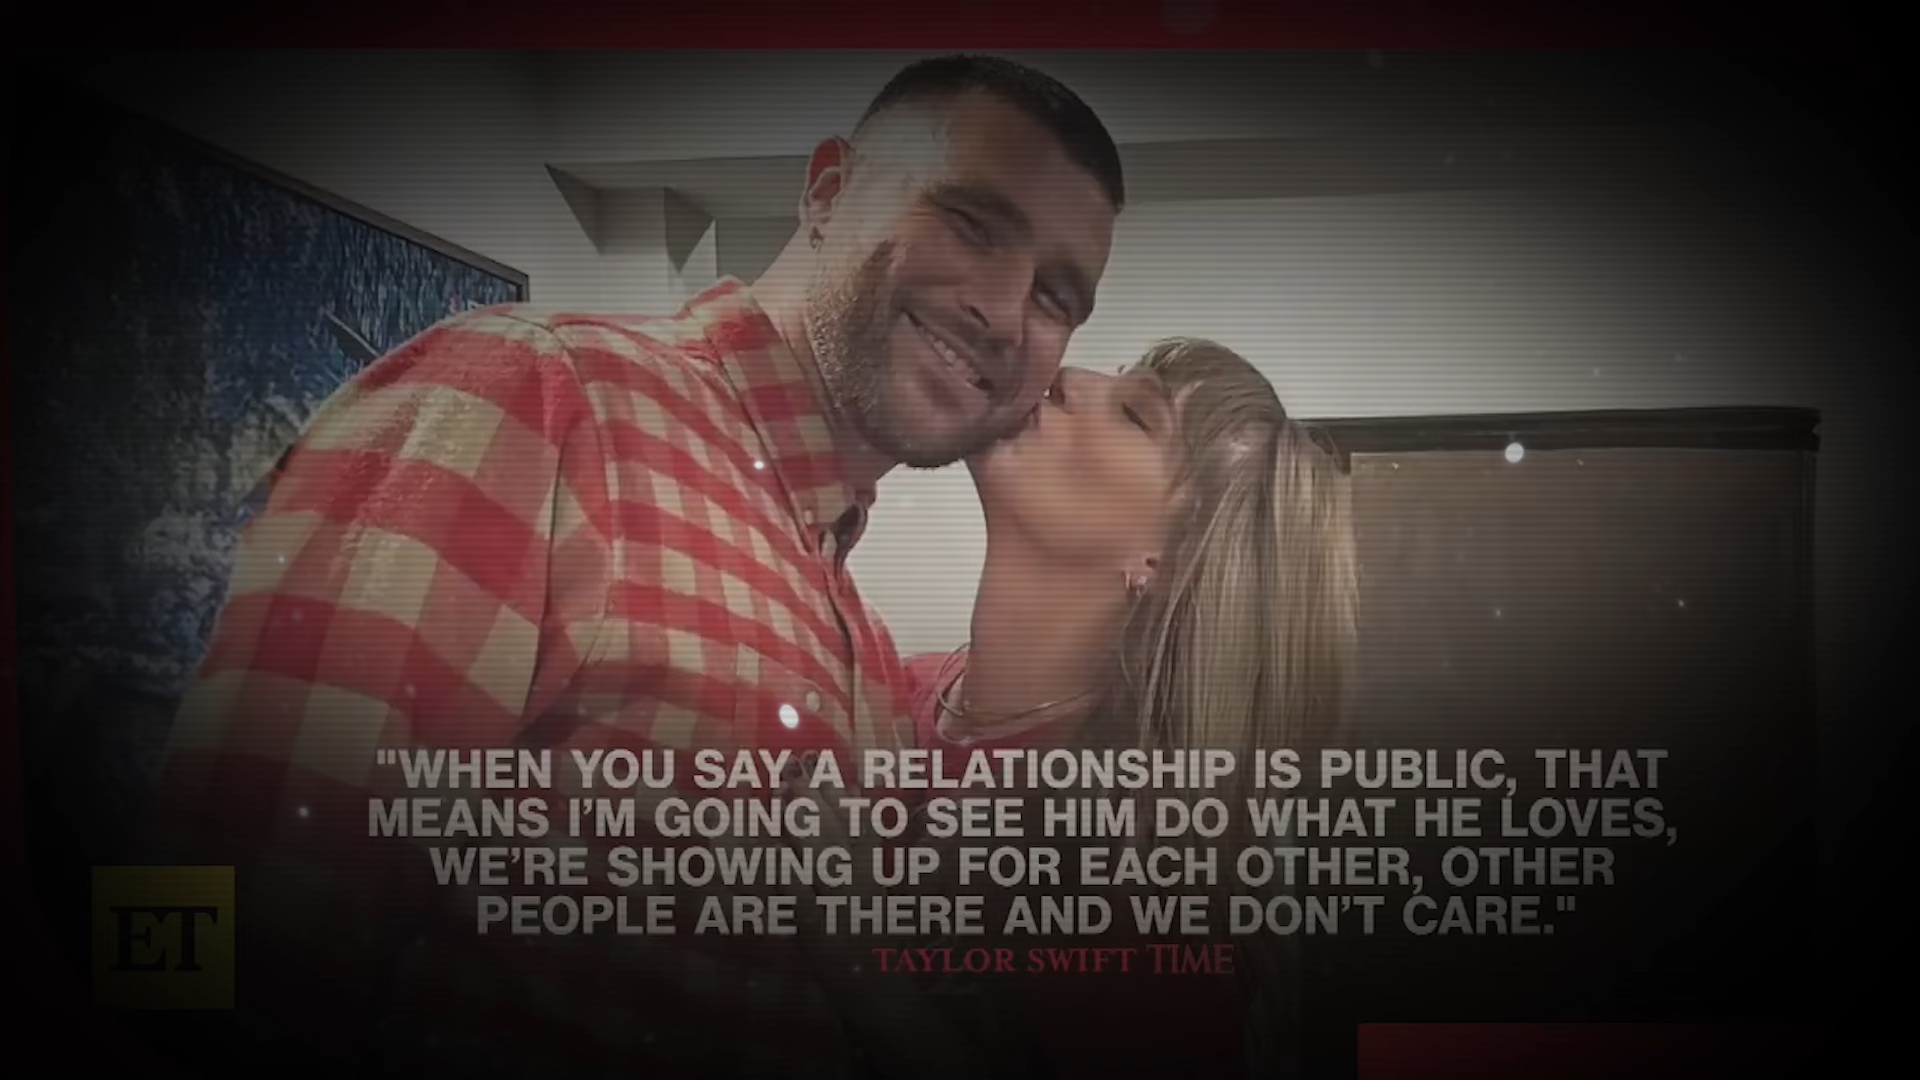 "WHEN YOU SAY A RELATIONSHIP IS PUBLIC, THAT
MEANS I'M GOING TO SEE HIM DO WHAT HE LOVES,
WE'RE SHOWING UP FOR EACH OTHER, OTHER
PEOPLE ARE THERE AND WE DON'T CARE."
TAYLOR SWIFT TIME
ET